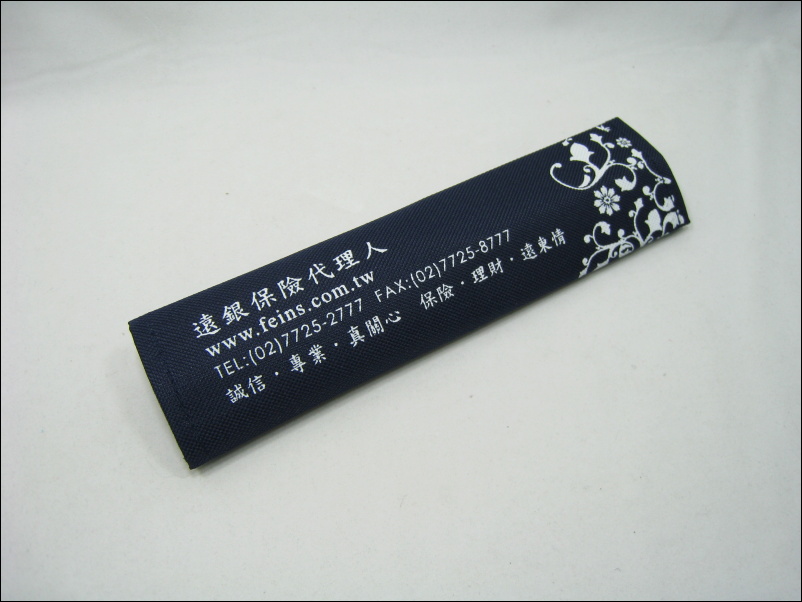 遠銀保險代理人
www.feins.com.tw
TEL:(02)7725-2777 FAX:(02)7725-8777
誠信・專業・真關心 保險・理財・遠東情